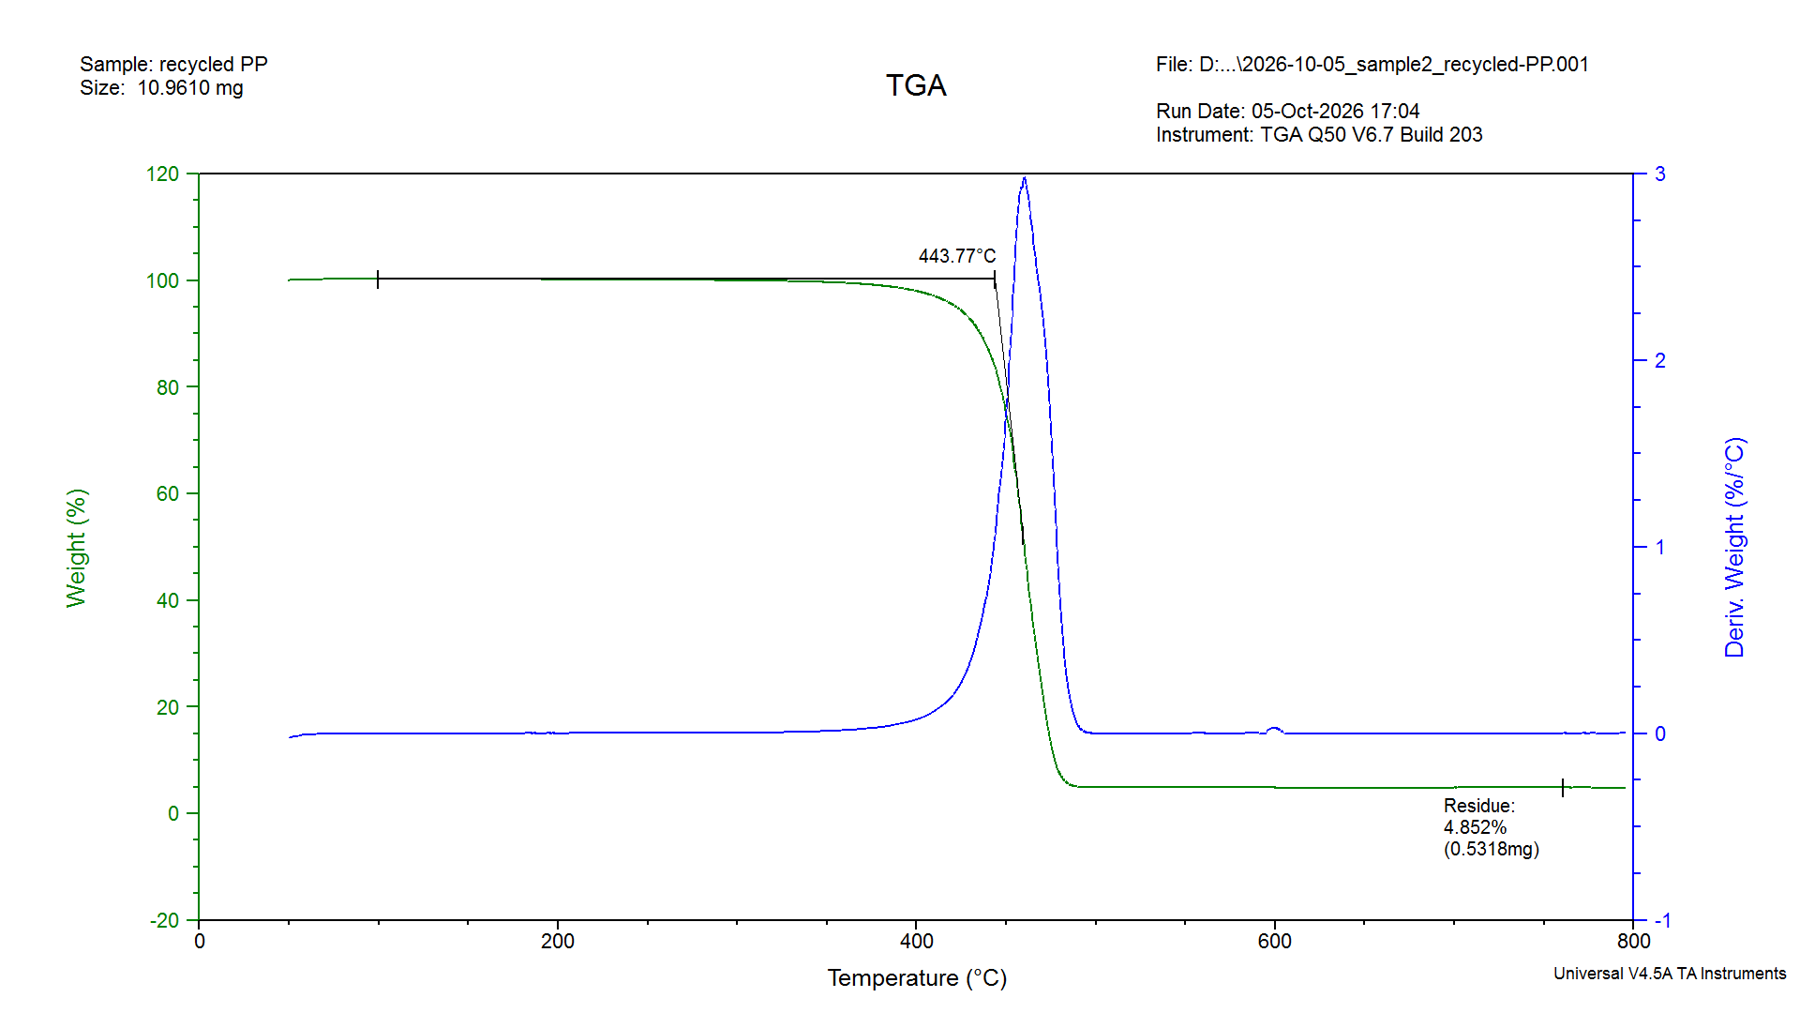 Sample: recycled PP
Size:  10.9610 mg
TGA
File: D:...\2026-10-05_sample2_recycled-PP.001
Run Date: 05-Oct-2026 17:04
Instrument: TGA Q50 V6.7 Build 203
120
100
80
60
40
20
0
-20
Weight (%)
443.77°C
Residue:
4.852%
(0.5318mg)
3
2
1
0
-1
Deriv. Weight (%/°C)
0
200
400
600
800
Temperature (°C)
Universal V4.5A TA Instruments